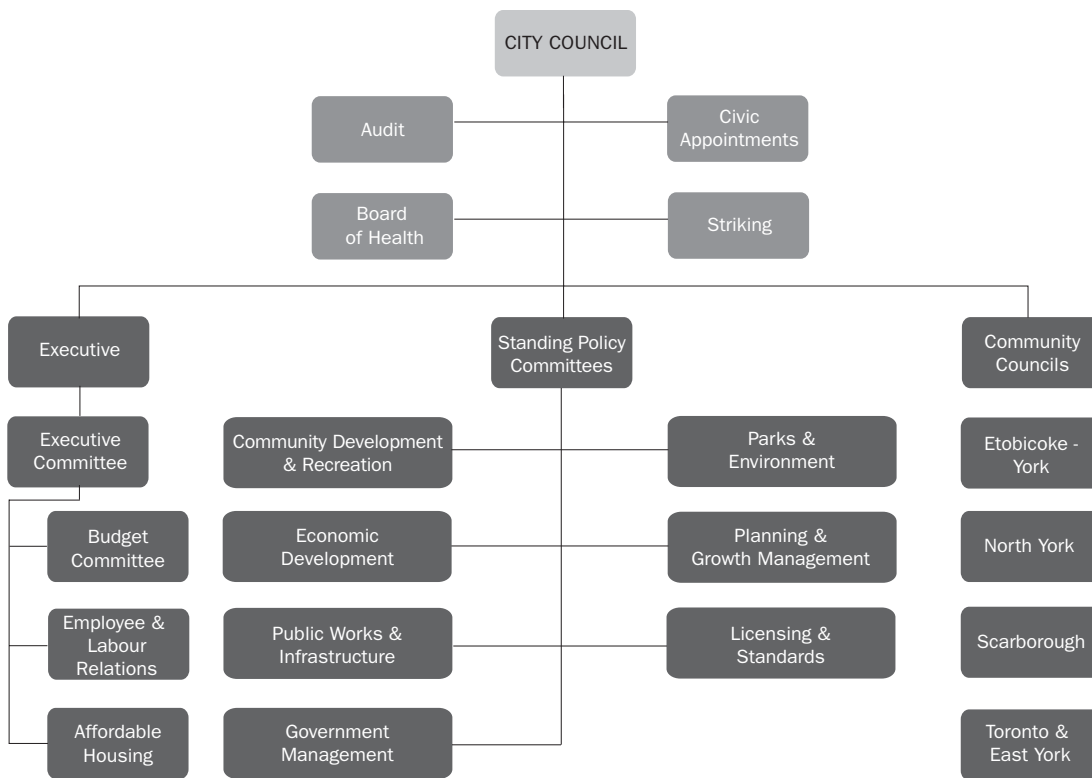 CITY COUNCIL
Audit
Civic
Appointments
Board
of Health
Striking
Executive
Standing Policy
Committees
Community
Councils
Executive
Committee
Community Development
& Recreation
Parks &
Environment
Etobicoke -
York
Budget
Committee
Economic
Development
Planning &
Growth Management
North York
Employee &
Labour
Relations
Public Works &
Infrastructure
Licensing &
Standards
Scarborough
Affordable
Housing
Government
Management
Toronto &
East York